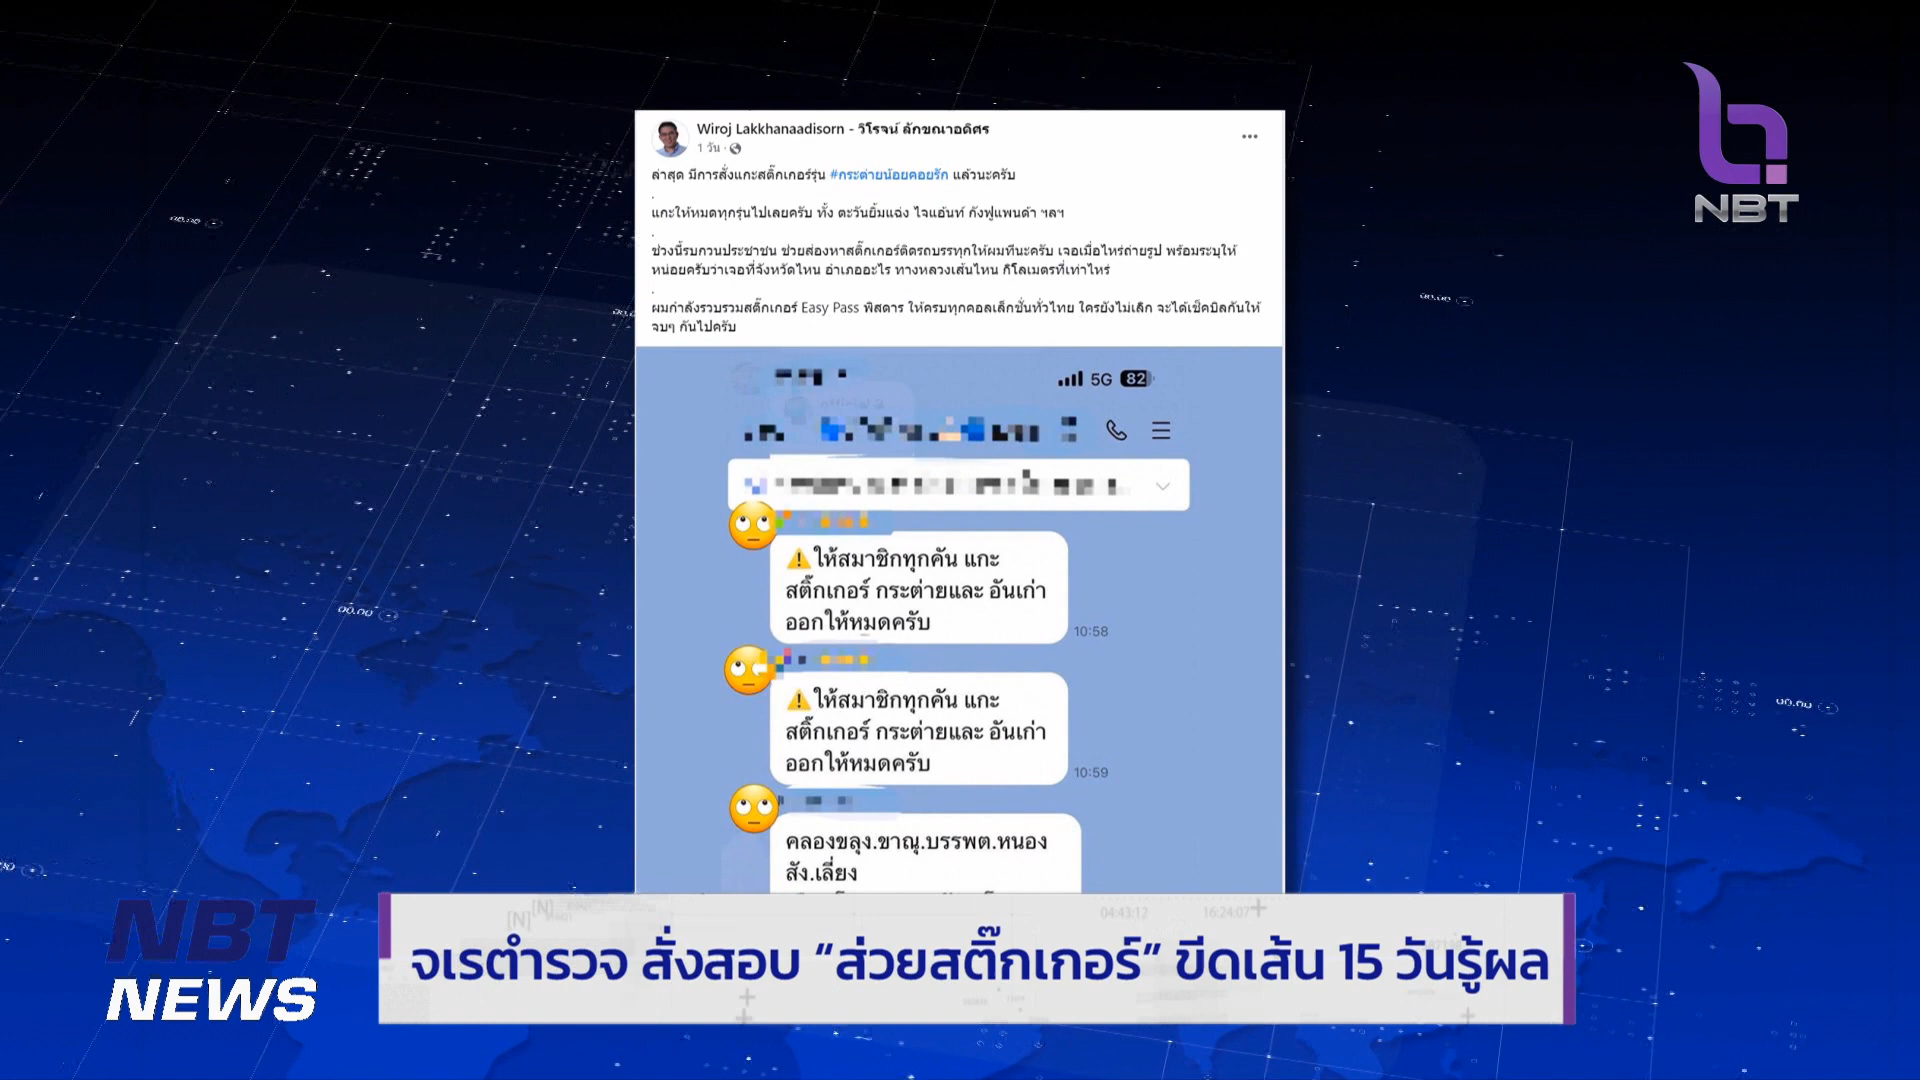 NBT
Wiroj Lakkhanaadisorn - วิโรจน์ ลักขณาอดิศร
1 วัน
ล่าสุด มีการสั่งแกะสติ๊กเกอร์รุ่น #กระต่ายน้อยคอยรัก แล้วนะครับ
.
แกะให้หมดทุกรุ่นไปเลยครับ ทั้ง ตะวันยิ้มแฉ่ง ไจแอ้นท์ กังฟูแพนด้า ฯลฯ
.
ช่วงนี้รบกวนประชาชน ช่วยส่องหาสติ๊กเกอร์ติดรถบรรทุกให้ผมทีนะครับ เจอเมื่อไหร่ถ่ายรูป พร้อมระบุให้
หน่อยครับว่าเจอที่จังหวัดไหน อำเภออะไร ทางหลวงเส้นไหน กิโลเมตรที่เท่าไหร่
.
ผมกำลังรวบรวมสติ๊กเกอร์ Easy Pass พิสดาร ให้ครบทุกคอลเล็กชั่นทั่วไทย ใครยังไม่เลิก จะได้เช็คบิลกันให้
จบๆ กันไปครับ
5G 82
⚠️ให้สมาชิกทุกคัน แกะ
สติ๊กเกอร์ กระต่ายและ อันเก่า
ออกให้หมดครับ
10:58
⚠️ให้สมาชิกทุกคัน แกะ
สติ๊กเกอร์ กระต่ายและ อันเก่า
ออกให้หมดครับ
10:59
คลองขลุง.ขาณุ.บรรพต.หนอง
สัง.เลี่ยง
NBT
NEWS
04:43:12
16:24:07
จเรตำรวจ สั่งสอบ “ส่วยสติ๊กเกอร์” ขีดเส้น 15 วันรู้ผล